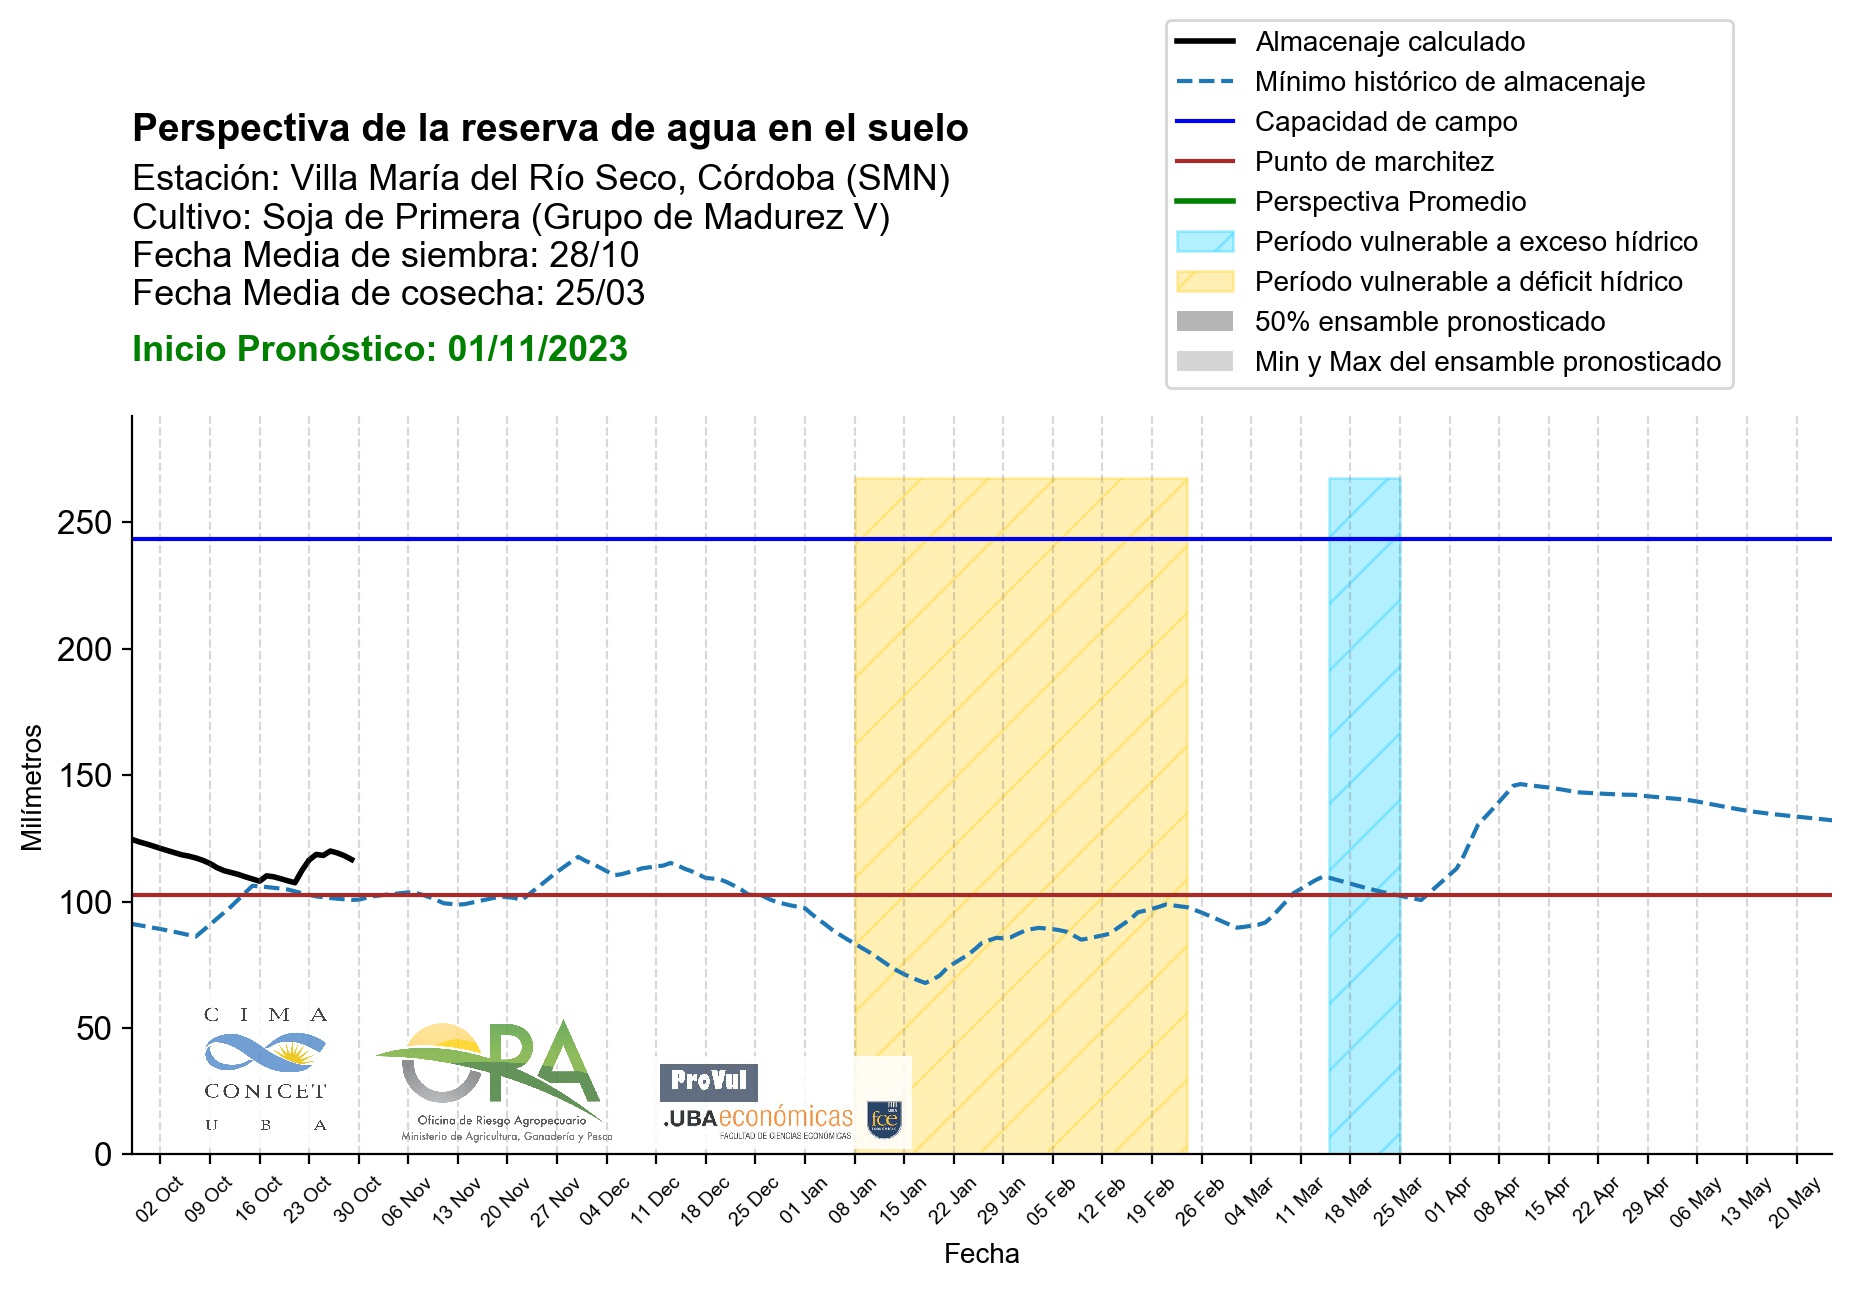 Almacenaje calculado
Mínimo histórico de almacenaje
Capacidad de campo
Punto de marchitez
Perspectiva Promedio
Período vulnerable a exceso hídrico
Período vulnerable a déficit hídrico
50% ensamble pronosticado
Min y Max del ensamble pronosticado
Perspectiva de la reserva de agua en el suelo
Estación: Villa María del Río Seco, Córdoba (SMN)
Cultivo: Soja de Primera (Grupo de Madurez V)
Fecha Media de siembra: 28/10
Fecha Media de cosecha: 25/03
Inicio Pronóstico: 01/11/2023
250
200
150
100
50
0
Milímetros
CIMA
CONICET
UBA
ORA
Oficina de Riesgo Agropecuario
Ministerio de Agricultura, Ganadería y Pesca
ProVul
.UBAeconómicas
FACULTAD DE CIENCIAS ECONÓMICAS
fce
02 Oct
09 Oct
16 Oct
23 Oct
30 Oct
06 Nov
13 Nov
20 Nov
27 Nov
04 Dec
11 Dec
18 Dec
25 Dec
01 Jan
08 Jan
15 Jan
22 Jan
29 Jan
05 Feb
12 Feb
19 Feb
26 Feb
04 Mar
11 Mar
18 Mar
25 Mar
01 Apr
08 Apr
15 Apr
22 Apr
29 Apr
06 May
13 May
20 May
Fecha